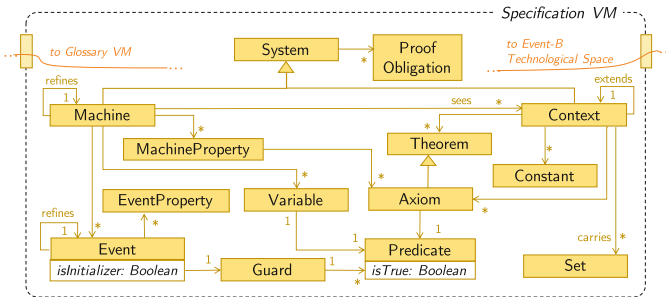 Specification VM
to Glossary VM
to Event-B
Technological Space
System
*
Proof
Obligation
refines
1
extends
1
Machine
sees
*
Context
*
MachineProperty
*
Theorem
*
Constant
*
*
*
EventProperty
Variable
Axiom
*
refines
1
*
*
1
1
1
carries
*
Event
isInitializer: Boolean
1
Guard
1
*
Predicate
isTrue: Boolean
Set